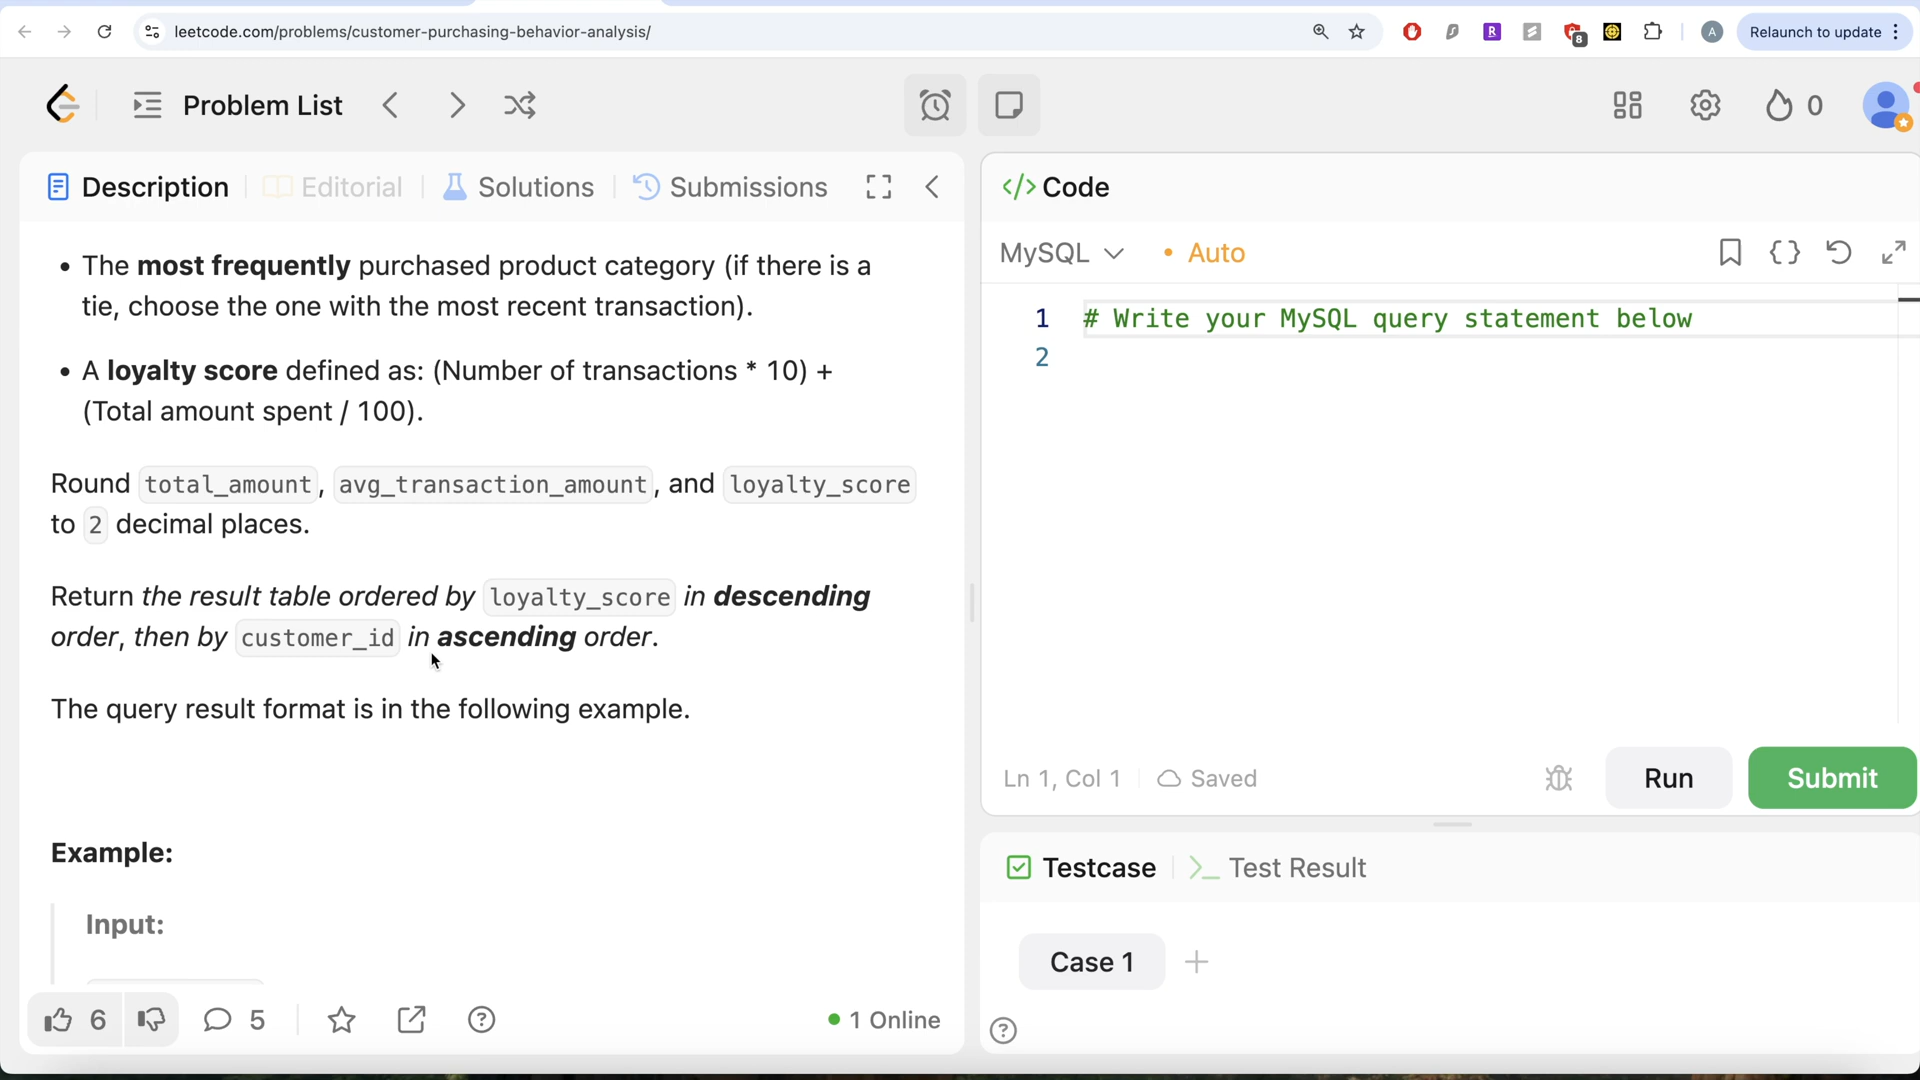 leetcode.com/problems/customer-purchasing-behavior-analysis/
8
R
A
Relaunch to update
Problem List
0
Description
Editorial
Solutions
Submissions
• The most frequently purchased product category (if there is a
tie, choose the one with the most recent transaction).
• A loyalty score defined as: (Number of transactions * 10) +
(Total amount spent / 100).
Round total_amount, avg_transaction_amount, and loyalty_score
to 2 decimal places.
Return the result table ordered by loyalty_score in descending
order, then by customer_id in ascending order.
The query result format is in the following example.
Example:
Input:
6
5
1 Online
</> Code
MySQL
• Auto
1 # Write your MySQL query statement below
2
Ln 1, Col 1
Saved
Run
Submit
Testcase
>_ Test Result
Case 1
+